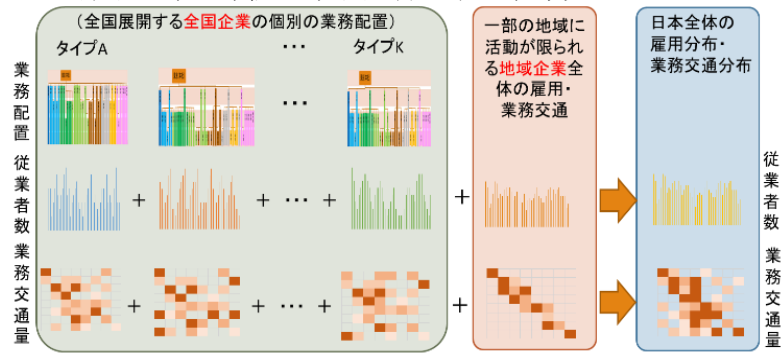 (全国展開する全国企業の個別の業務配置)
タイプA
…
タイプK
業務配置
…
従業者数
+
+
…
+
+
業務交通量
+
+
…
+
+
一部の地域に
活動が限られ
る地域企業全
体の雇用・
業務交通
日本全体の
雇用分布・
業務交通分布
従業者数
業務交通量